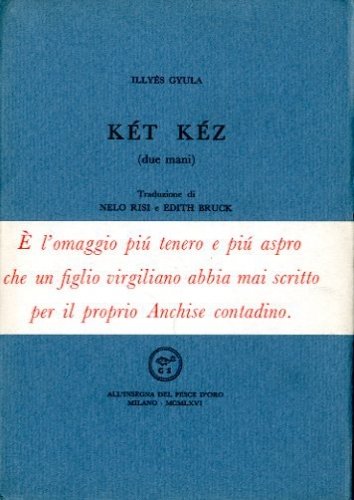 ILLYÉS GYULA
KÉT KÉZ
(due mani)
Traduzione di
NELO RISI e EDITH BRUCK
È l'omaggio piú tenero e piú aspro
che un figlio virgiliano abbia mai scritto
per il proprio Anchise contadino.
ALL'INSEGNA DEL PESCE D'ORO
MILANO - MCMLXVI